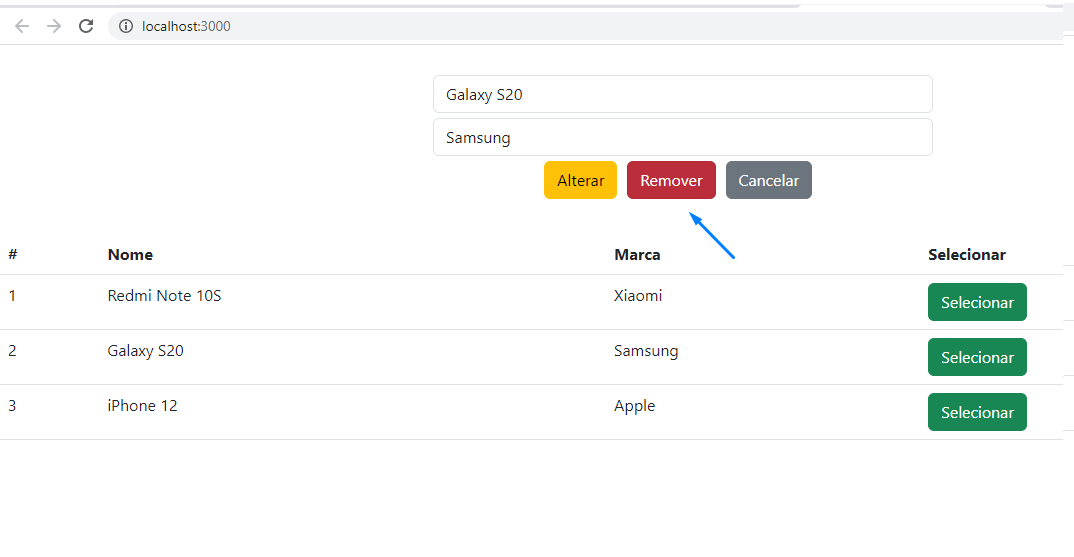 localhost:3000
Galaxy S20
Samsung
Alterar Remover Cancelar
# Nome Marca Selecionar
1 Redmi Note 10S Xiaomi Selecionar
2 Galaxy S20 Samsung Selecionar
3 iPhone 12 Apple Selecionar